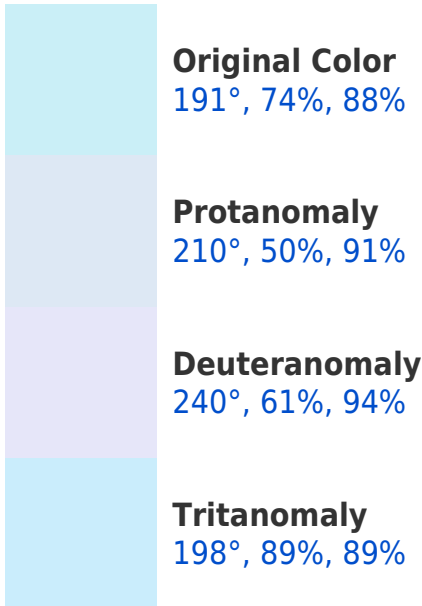 Original Color
191°, 74%, 88%
Protanomaly
210°, 50%, 91%
Deuteranomaly
240°, 61%, 94%
Tritanomaly
198°, 89%, 89%